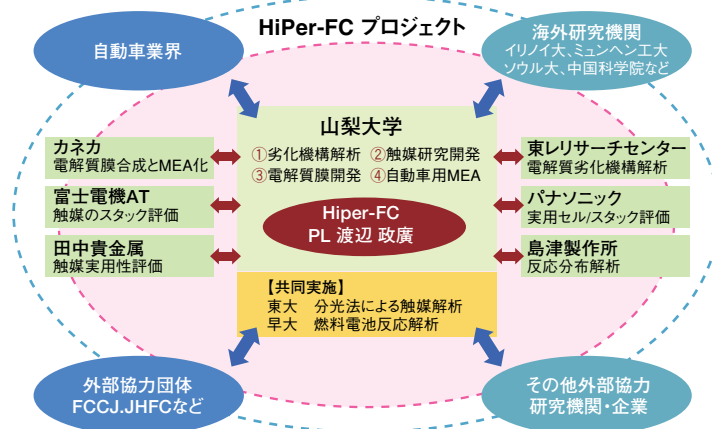 HiPer-FC プロジェクト
自動車業界
海外研究機関
イリノイ大、ミュンヘン工大
ソウル大、中国科学院など
山梨大学
①劣化機構解析 ②触媒研究開発
③電解質膜開発 ④自動車用MEA
カネカ
電解質膜合成とMEA化
富士電機AT
触媒のスタック評価
田中貴金属
触媒実用性評価
Hiper-FC
PL 渡辺 政廣
東レリサーチセンター
電解質劣化機構解析
パナソニック
実用セル/スタック評価
島津製作所
反応分布解析
【共同実施】
東大 分光法による触媒解析
早大 燃料電池反応解析
外部協力団体
FCCJ.JHFCなど
その他外部協力
研究機関・企業